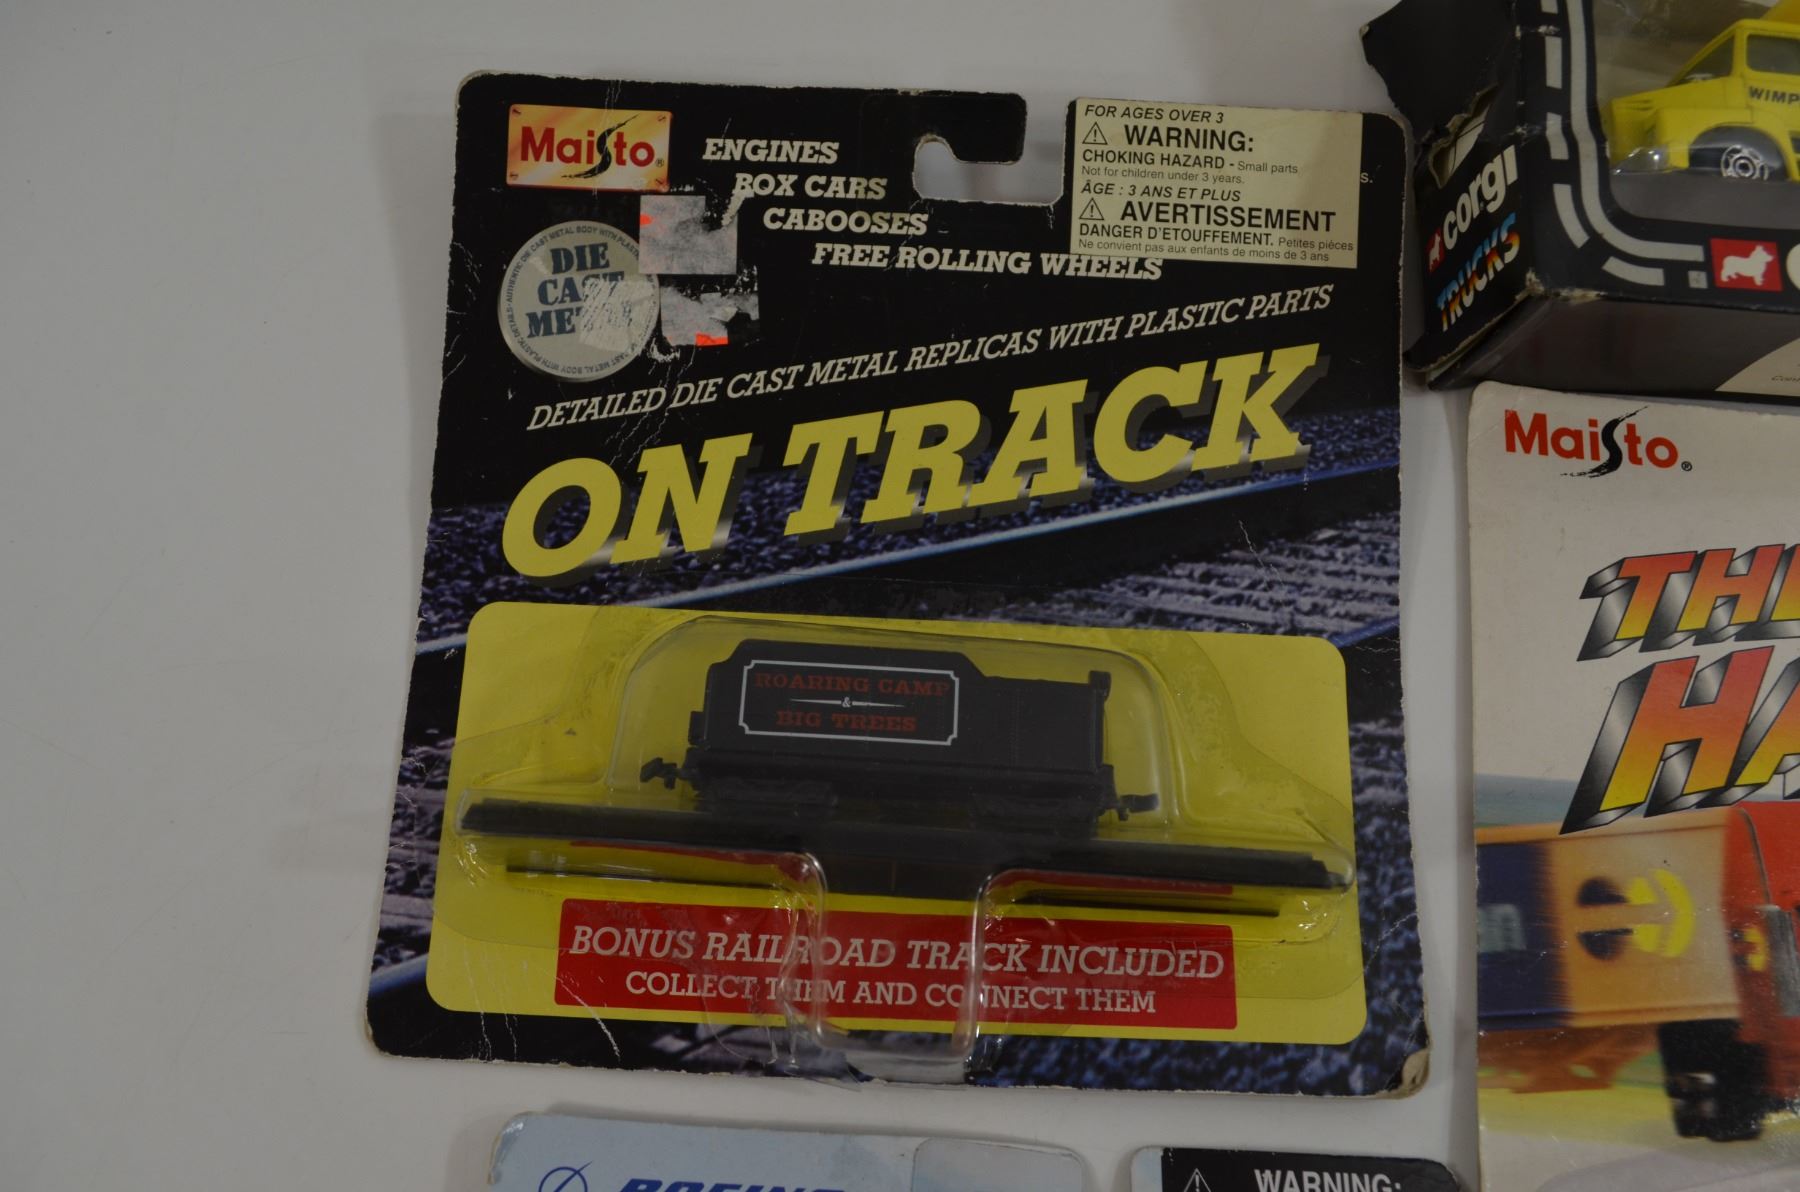 Maisto®
ENGINES
BOX CARS
CABOOSES
FREE ROLLING WHEELS
FOR AGES OVER 3
⚠ WARNING:
CHOKING HAZARD - Small parts
Not for children under 3 years.
ÂGE : 3 ANS ET PLUS
⚠ AVERTISSEMENT
DANGER D'ETOUFFEMENT. Petites pièces
Ne convient pas aux enfants de moins de 3 ans
s.
DIE
CAST
DETAILED DIE CAST METAL REPLICAS WITH PLASTIC PARTS
ON TRACK
ROARING CAMP
&
BIG TREES
BONUS RAILROAD TRACK INCLUDED
COLLECT THEM AND CONNECT THEM
WIMP
corgi
TRUCKS
Maisto®
BOEING
WARNING: